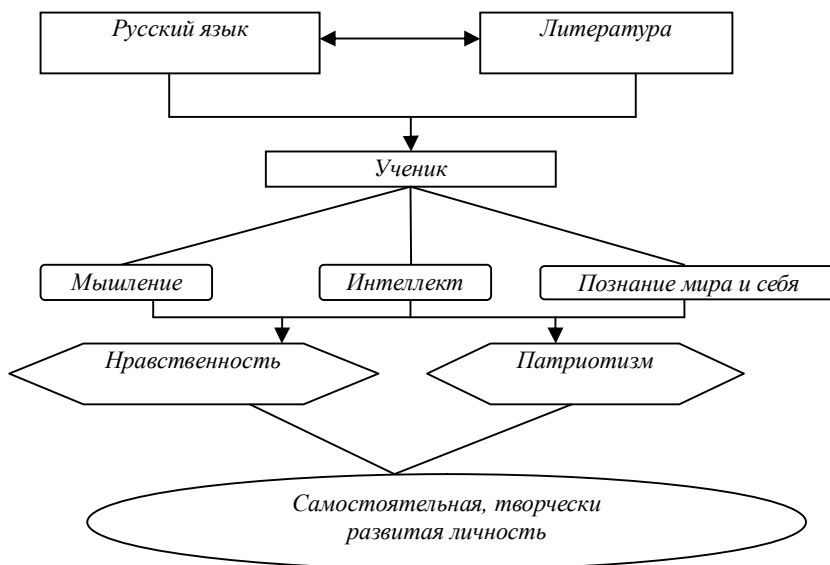 Русский язык
Литература
Ученик
Мышление
Интеллект
Познание мира и себя
Нравственность
Патриотизм
Самостоятельная, творчески
развитая личность